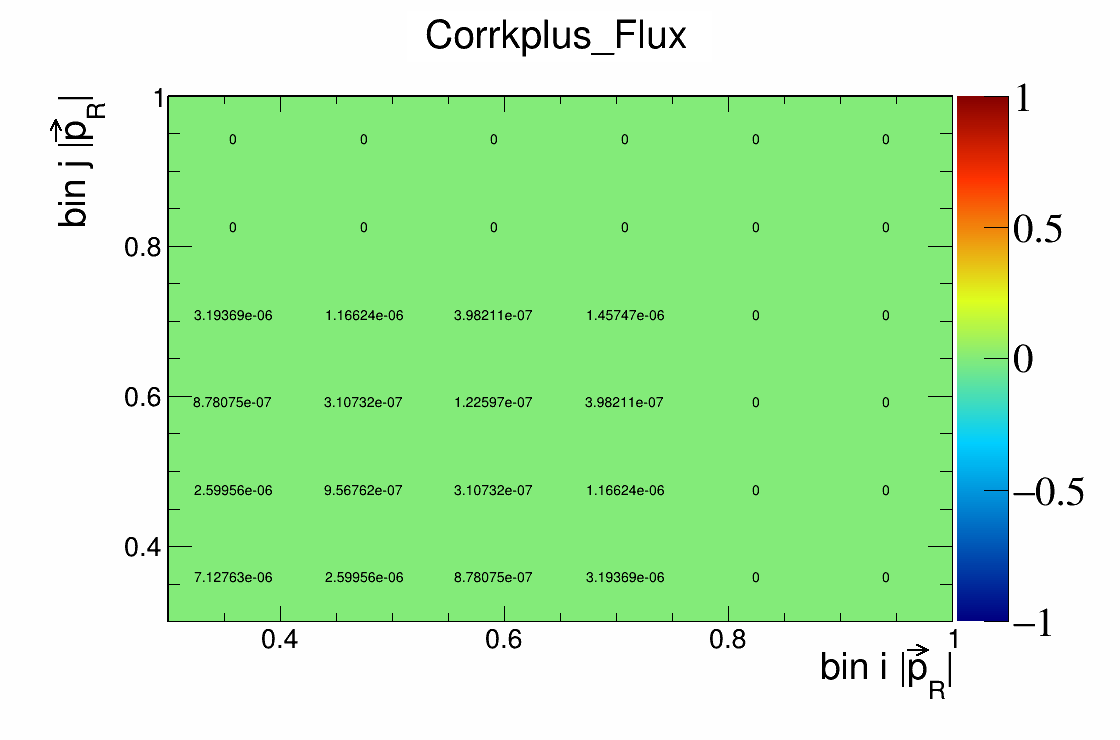 Corrkplus_Flux
bin j |p_R|
1
0.8
0.6
0.4
0 0 0 0 0 0
0 0 0 0 0 0
3.19369e-06 1.16624e-06 3.98211e-07 1.45747e-06 0 0
8.78075e-07 3.10732e-07 1.22597e-07 3.98211e-07 0 0
2.59956e-06 9.56762e-07 3.10732e-07 1.16624e-06 0 0
7.12763e-06 2.59956e-06 8.78075e-07 3.19369e-06 0 0
0.4 0.6 0.8 1
bin i |p_R|
1
0.5
0
−0.5
−1